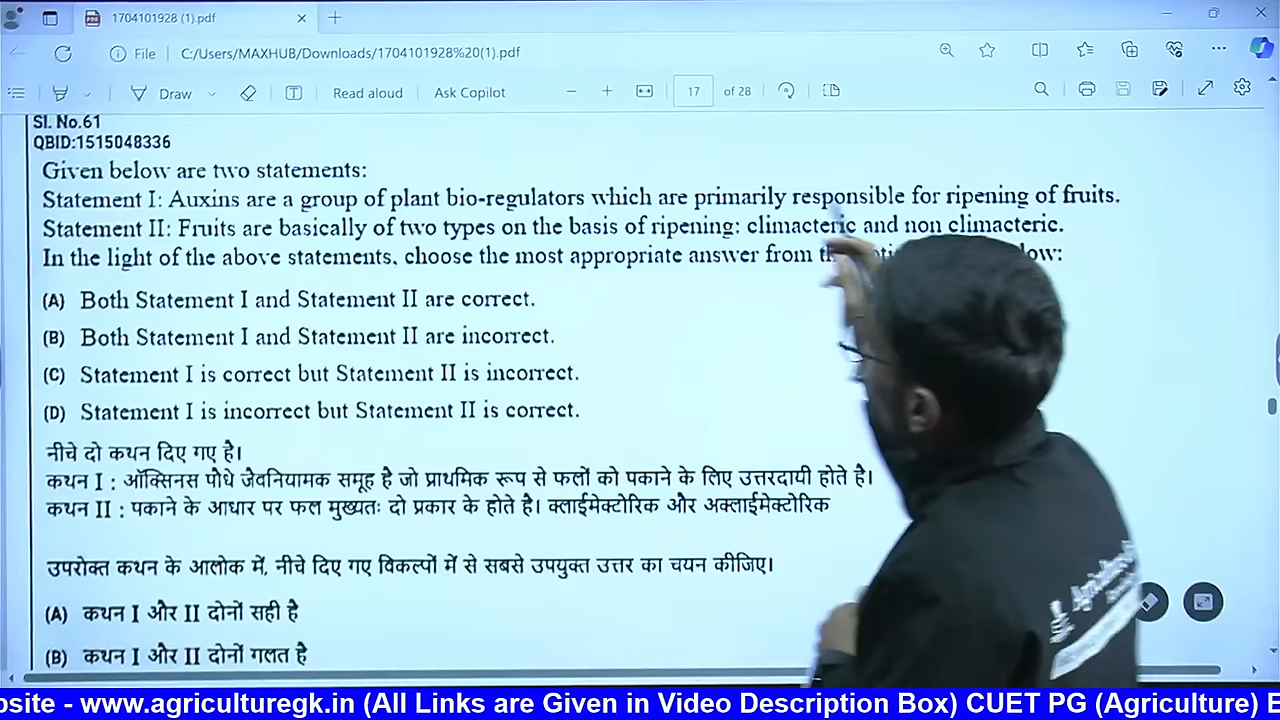 1704101928 (1).pdf
File
C:/Users/MAXHUB/Downloads/1704101928%20(1).pdf
Draw
Read aloud
Ask Copilot
17
of 28
Sl. No.61
QBID:1515048336
Given below are two statements:
Statement I: Auxins are a group of plant bio-regulators which are primarily responsible for ripening of fruits.
Statement II: Fruits are basically of two types on the basis of ripening: climacteric and non climacteric.
In the light of the above statements, choose the most appropriate answer from
(A) Both Statement I and Statement II are correct.
(B) Both Statement I and Statement II are incorrect.
(C) Statement I is correct but Statement II is incorrect.
(D) Statement I is incorrect but Statement II is correct.
नीचे दो कथन दिए गए है।
कथन I : ऑक्सिनस पौधे जैवनियामक समूह है जो प्राथमिक रूप से फलों को पकाने के लिए उत्तरदायी होते है।
कथन II : पकाने के आधार पर फल मुख्यतः दो प्रकार के होते है। क्लाईमेक्टोरिक और अक्लाईमेक्टोरिक
उपरोक्त कथन के आलोक में, नीचे दिए गए विकल्पों में से सबसे उपयुक्त उत्तर का चयन कीजिए।
(A) कथन I और II दोनों सही है
(B) कथन I और II दोनों गलत है
- www.agriculturegk.in (All Links are Given in Video Description Box) CUET PG (Agriculture)